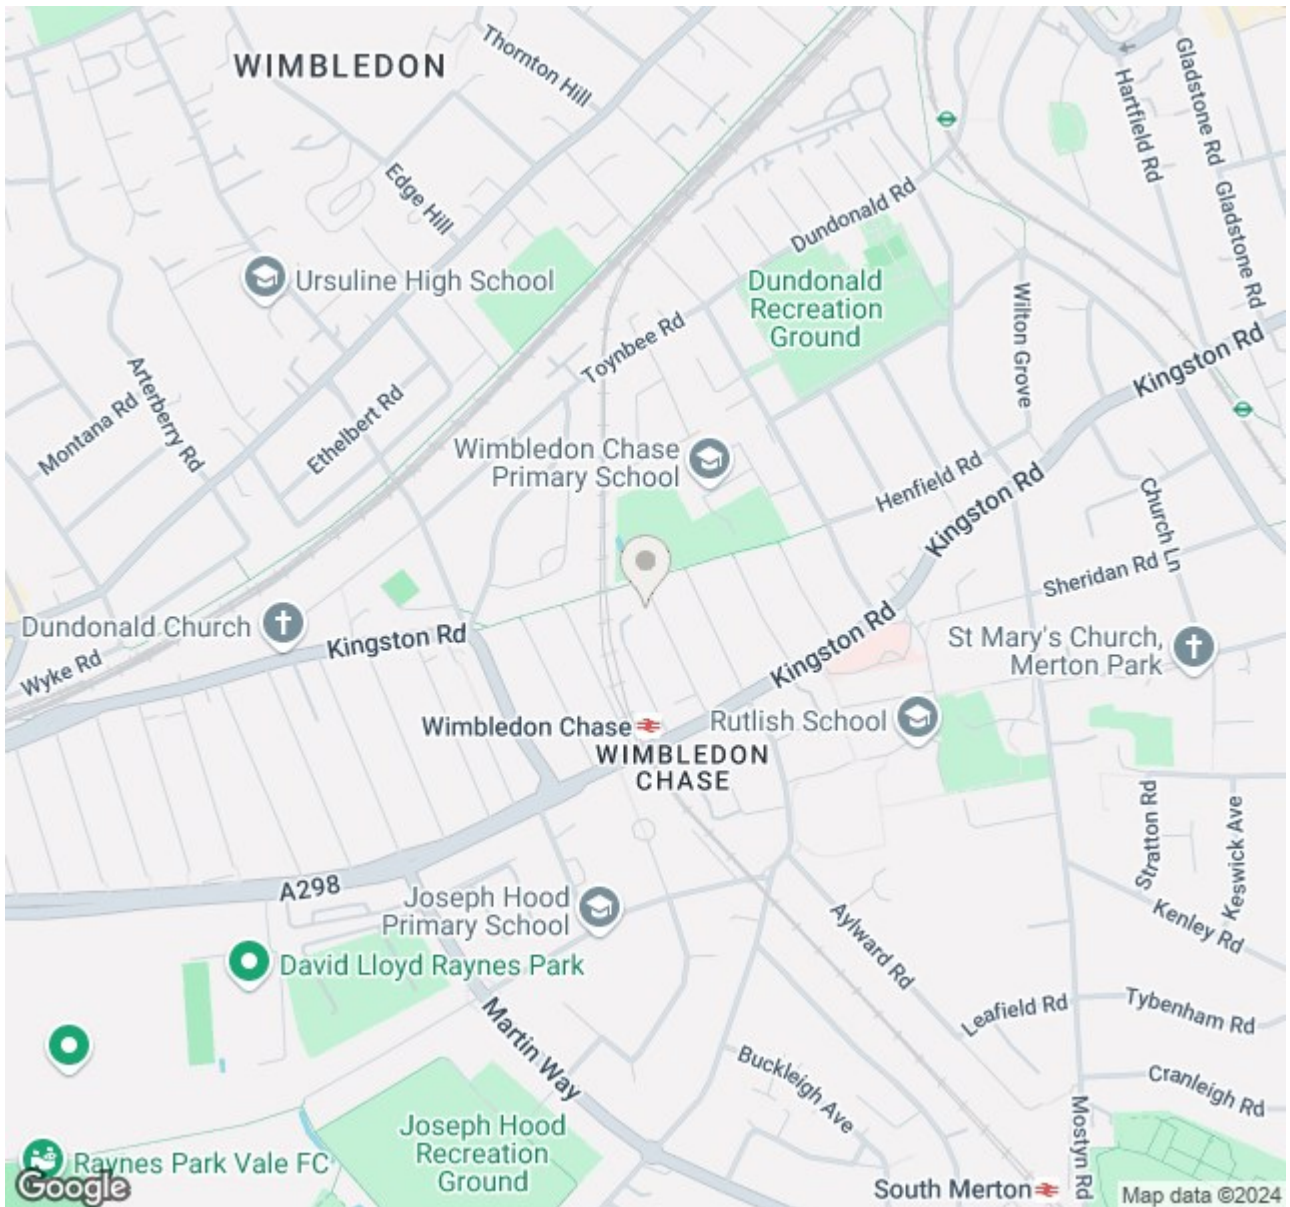 Thornton Hill
WIMBLEDON
Gladstone Rd
Hartfield Rd
Edge Hill
Gladstone Rd
Dundonald Rd
Ursuline High School
Dundonald
Recreation
Ground
Wilton Grove
Toynbee Rd
Kingston Rd
Arterberry Rd
Montana Rd
Ethelbert Rd
Wimbledon Chase
Primary School
Henfield Rd
Kingston Rd
Church Ln
Sheridan Rd
Dundonald Church
Kingston Rd
Kingston Rd
St Mary's Church,
Merton Park
Wyke Rd
Wimbledon Chase
Rutlish School
WIMBLEDON
CHASE
Stratton Rd
Keswick Ave
A298
Joseph Hood
Primary School
Aylward Rd
Kenley Rd
David Lloyd Raynes Park
Leafield Rd
Tybenham Rd
Martin Way
Buckleigh Ave
Cranleigh Rd
Mostyn Rd
Joseph Hood
Recreation
Ground
Raynes Park Vale FC
Google
South Merton
Map data ©2024